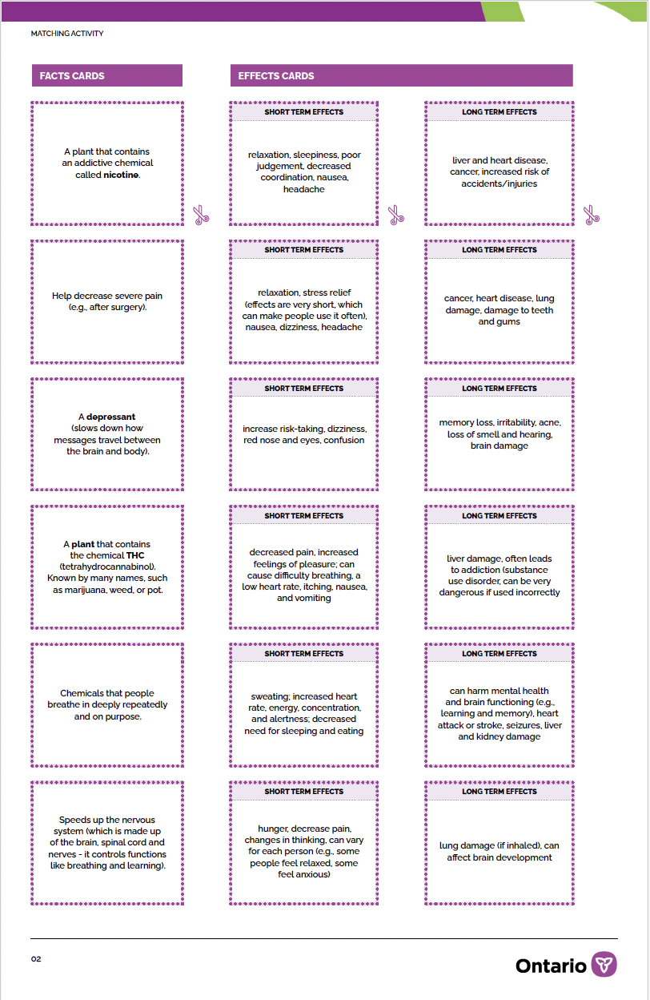 MATCHING ACTIVITY
FACTS CARDS
EFFECTS CARDS
A plant that contains
an addictive chemical
called nicotine.
SHORT TERM EFFECTS
relaxation, sleepiness, poor
judgement, decreased
coordination, nausea,
headache
LONG TERM EFFECTS
liver and heart disease,
cancer, increased risk of
accidents/injuries
Help decrease severe pain
(e.g., after surgery).
SHORT TERM EFFECTS
relaxation, stress relief
(effects are very short, which
can make people use it often),
nausea, dizziness, headache
LONG TERM EFFECTS
cancer, heart disease, lung
damage, damage to teeth
and gums
A depressant
(slows down how
messages travel between
the brain and body).
SHORT TERM EFFECTS
increase risk-taking, dizziness,
red nose and eyes, confusion
LONG TERM EFFECTS
memory loss, irritability, acne,
loss of smell and hearing,
brain damage
A plant that contains
the chemical THC
(tetrahydrocannabinol).
Known by many names, such
as marijuana, weed, or pot.
SHORT TERM EFFECTS
decreased pain, increased
feelings of pleasure; can
cause difficulty breathing, a
low heart rate, itching, nausea,
and vomiting
LONG TERM EFFECTS
liver damage, often leads
to addiction (substance
use disorder, can be very
dangerous if used incorrectly
Chemicals that people
breathe in deeply repeatedly
and on purpose.
SHORT TERM EFFECTS
sweating; increased heart
rate, energy, concentration,
and alertness; decreased
need for sleeping and eating
LONG TERM EFFECTS
can harm mental health
and brain functioning (e.g.,
learning and memory), heart
attack or stroke, seizures, liver
and kidney damage
Speeds up the nervous
system (which is made up
of the brain, spinal cord and
nerves - it controls functions
like breathing and learning).
SHORT TERM EFFECTS
hunger, decrease pain,
changes in thinking, can vary
for each person (e.g., some
people feel relaxed, some
feel anxious)
LONG TERM EFFECTS
lung damage (if inhaled), can
affect brain development
02
Ontario